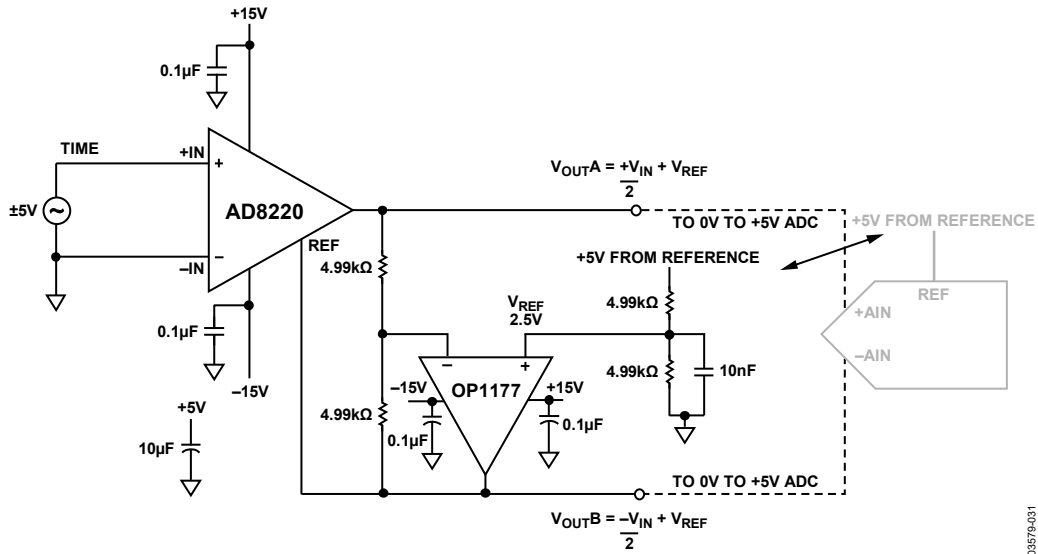 +15V
0.1µF
TIME
+IN
+
±5V
AD8220
–IN
–
REF
0.1µF
–15V
+5V
10µF
4.99kΩ
4.99kΩ
V_OUT A = +V_IN + V_REF
2
TO 0V TO +5V ADC
+5V FROM REFERENCE
+5V FROM REFERENCE
REF
+AIN
–AIN
4.99kΩ
V_REF
2.5V
4.99kΩ
10nF
–
+
OP1177
–15V
+15V
0.1µF
0.1µF
TO 0V TO +5V ADC
V_OUT B = –V_IN + V_REF
2
03579-031